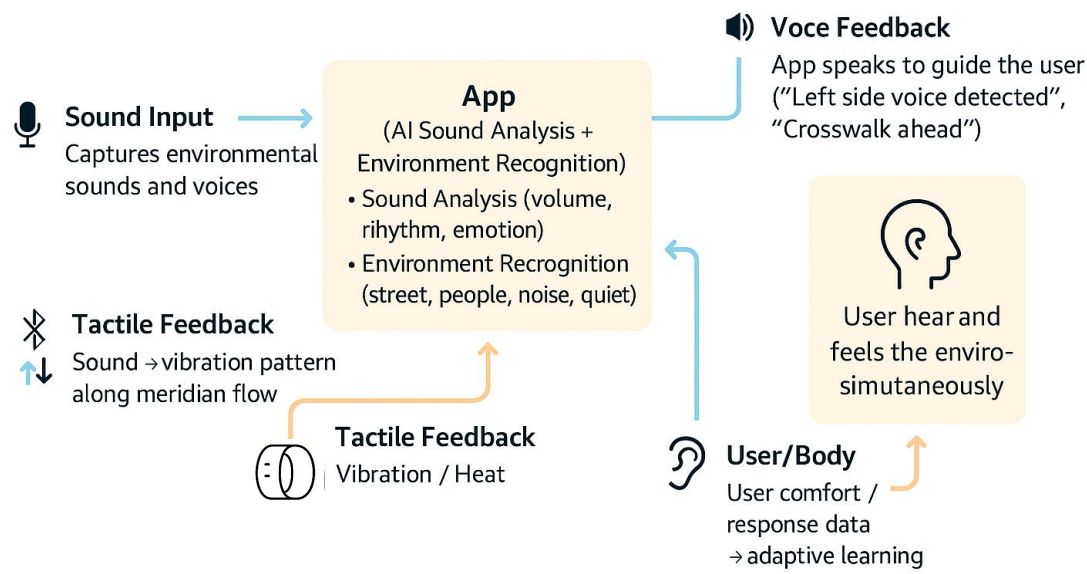 Sound Input
Captures environmental
sounds and voices
App
(AI Sound Analysis +
Environment Recognition)
• Sound Analysis (volume,
rihythm, emotion)
• Environment Recrognition
(street, people, noise, quiet)
Voce Feedback
App speaks to guide the user
(“Left side voice detected”,
“Crosswalk ahead”)
Tactile Feedback
Sound → vibration pattern
along meridian flow
Tactile Feedback
Vibration / Heat
User/Body
User comfort /
response data
→ adaptive learning
User hear and
feels the enviro-
simutaneously